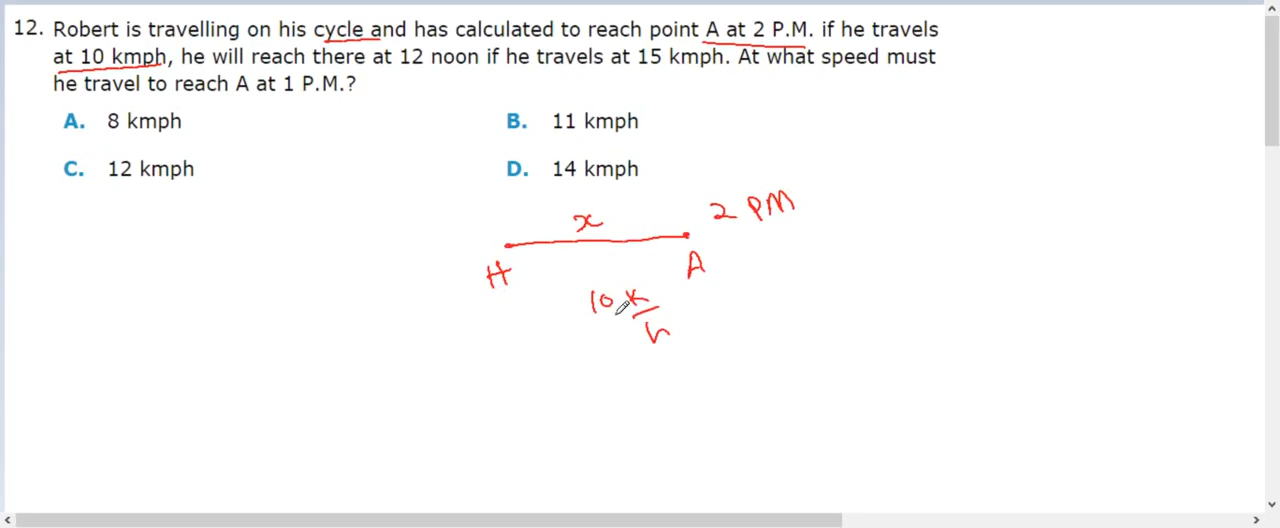 12. Robert is travelling on his cycle and has calculated to reach point A at 2 P.M. if he travels
at 10 kmph, he will reach there at 12 noon if he travels at 15 kmph. At what speed must
he travel to reach A at 1 P.M.?
A. 8 kmph B. 11 kmph
C. 12 kmph D. 14 kmph
x 2 PM
H A
10 k/h